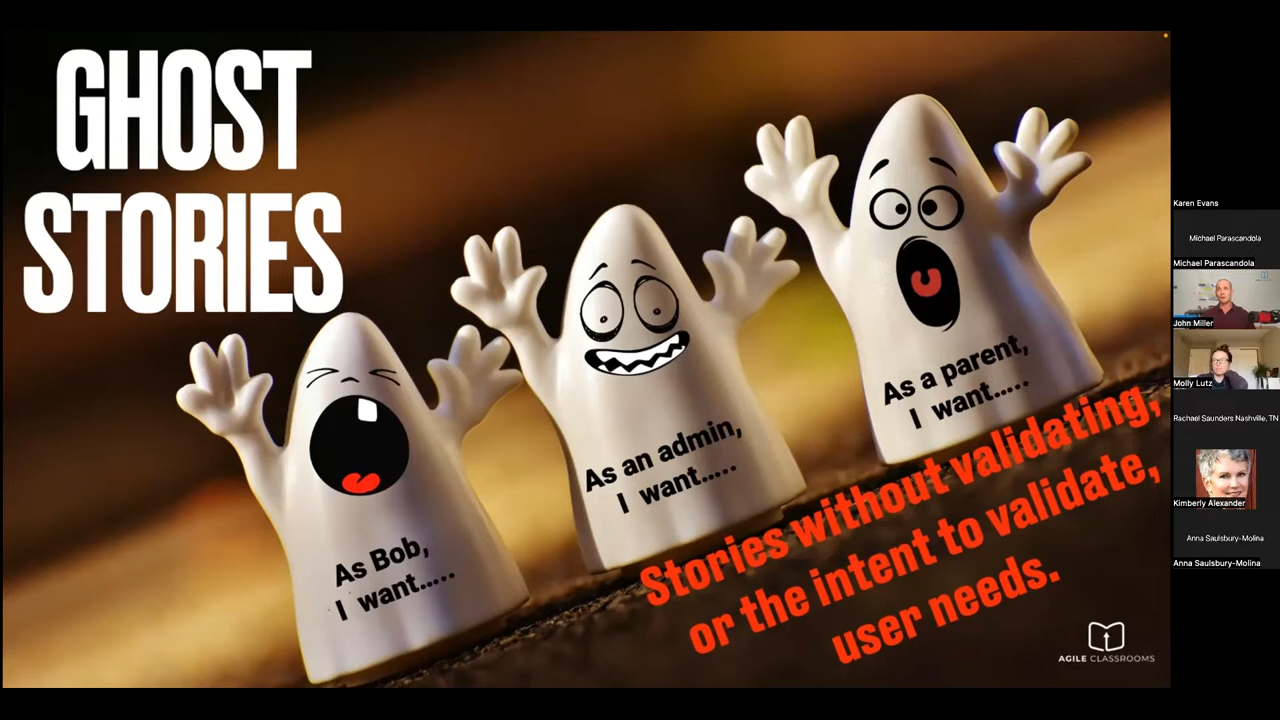 GHOST
STORIES
As Bob,
I want.....
As an admin,
I want.....
As a parent,
I want.....
Stories without validating,
or the intent to validate,
user needs.
AGILE CLASSROOMS
Karen Evans
Michael Parascandola
Michael Parascandola
John Miller
Molly Lutz
Rachael Saunders Nashville, TN
Kimberly Alexander
Anna Saulsbury-Molina
Anna Saulsbury-Molina